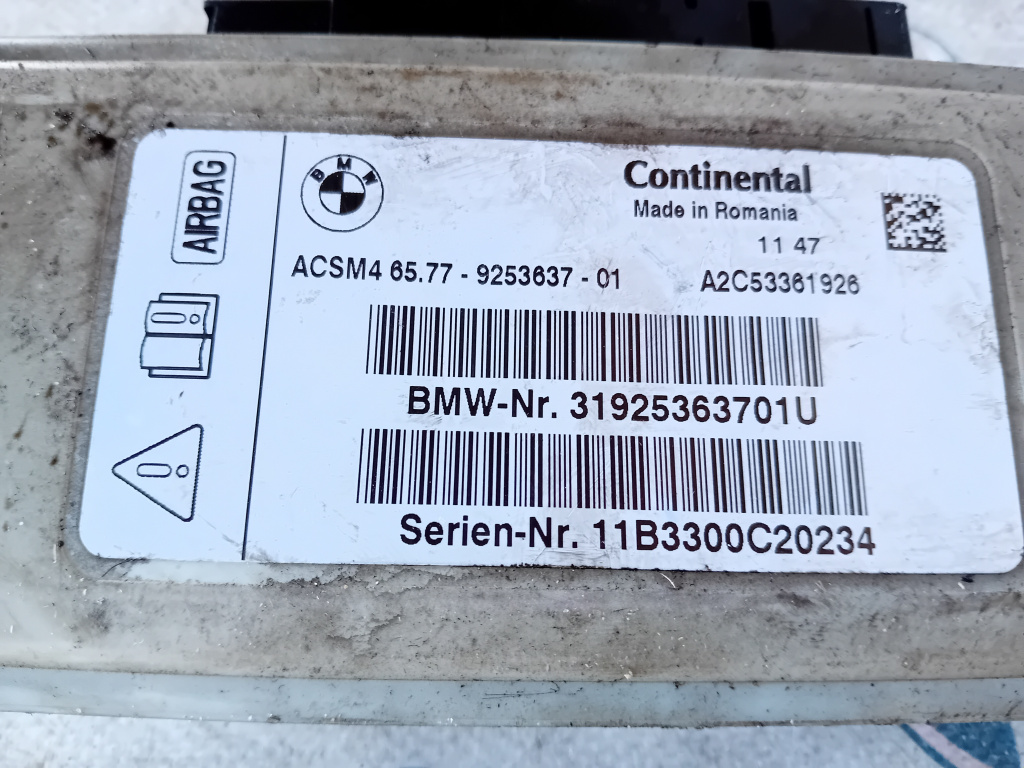 AIRBAG
BMW
Continental
Made in Romania
11 47
ACSM4 65.77 - 9253637 - 01 A2C53361926
BMW-Nr. 31925363701U
Serien-Nr. 11B3300C20234